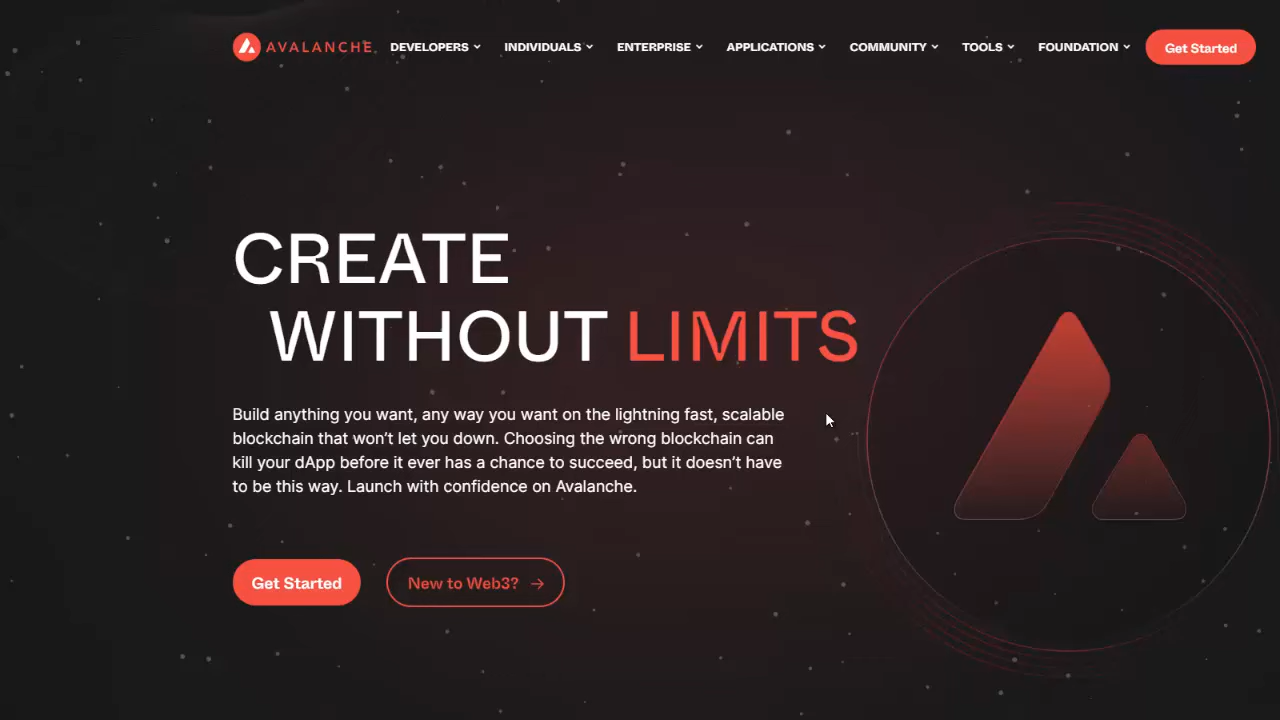 AVALANCHE
DEVELOPERS
INDIVIDUALS
ENTERPRISE
APPLICATIONS
COMMUNITY
TOOLS
FOUNDATION
Get Started
CREATE
WITHOUT LIMITS
Build anything you want, any way you want on the lightning fast, scalable
blockchain that won’t let you down. Choosing the wrong blockchain can
kill your dApp before it ever has a chance to succeed, but it doesn’t have
to be this way. Launch with confidence on Avalanche.
Get Started
New to Web3? →